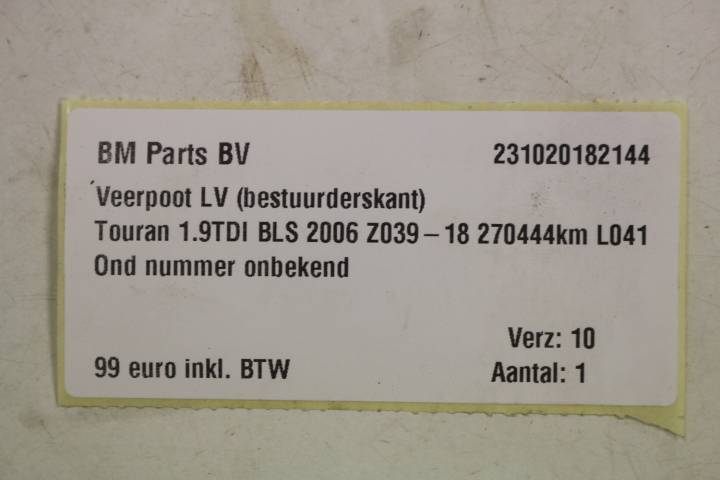 BM Parts BV 231020182144
Veerpoot LV (bestuurderskant)
Touran 1.9TDI BLS 2006 Z039-18 270444km L041
Ond nummer onbekend
Verz: 10
99 euro inkl. BTW Aantal: 1